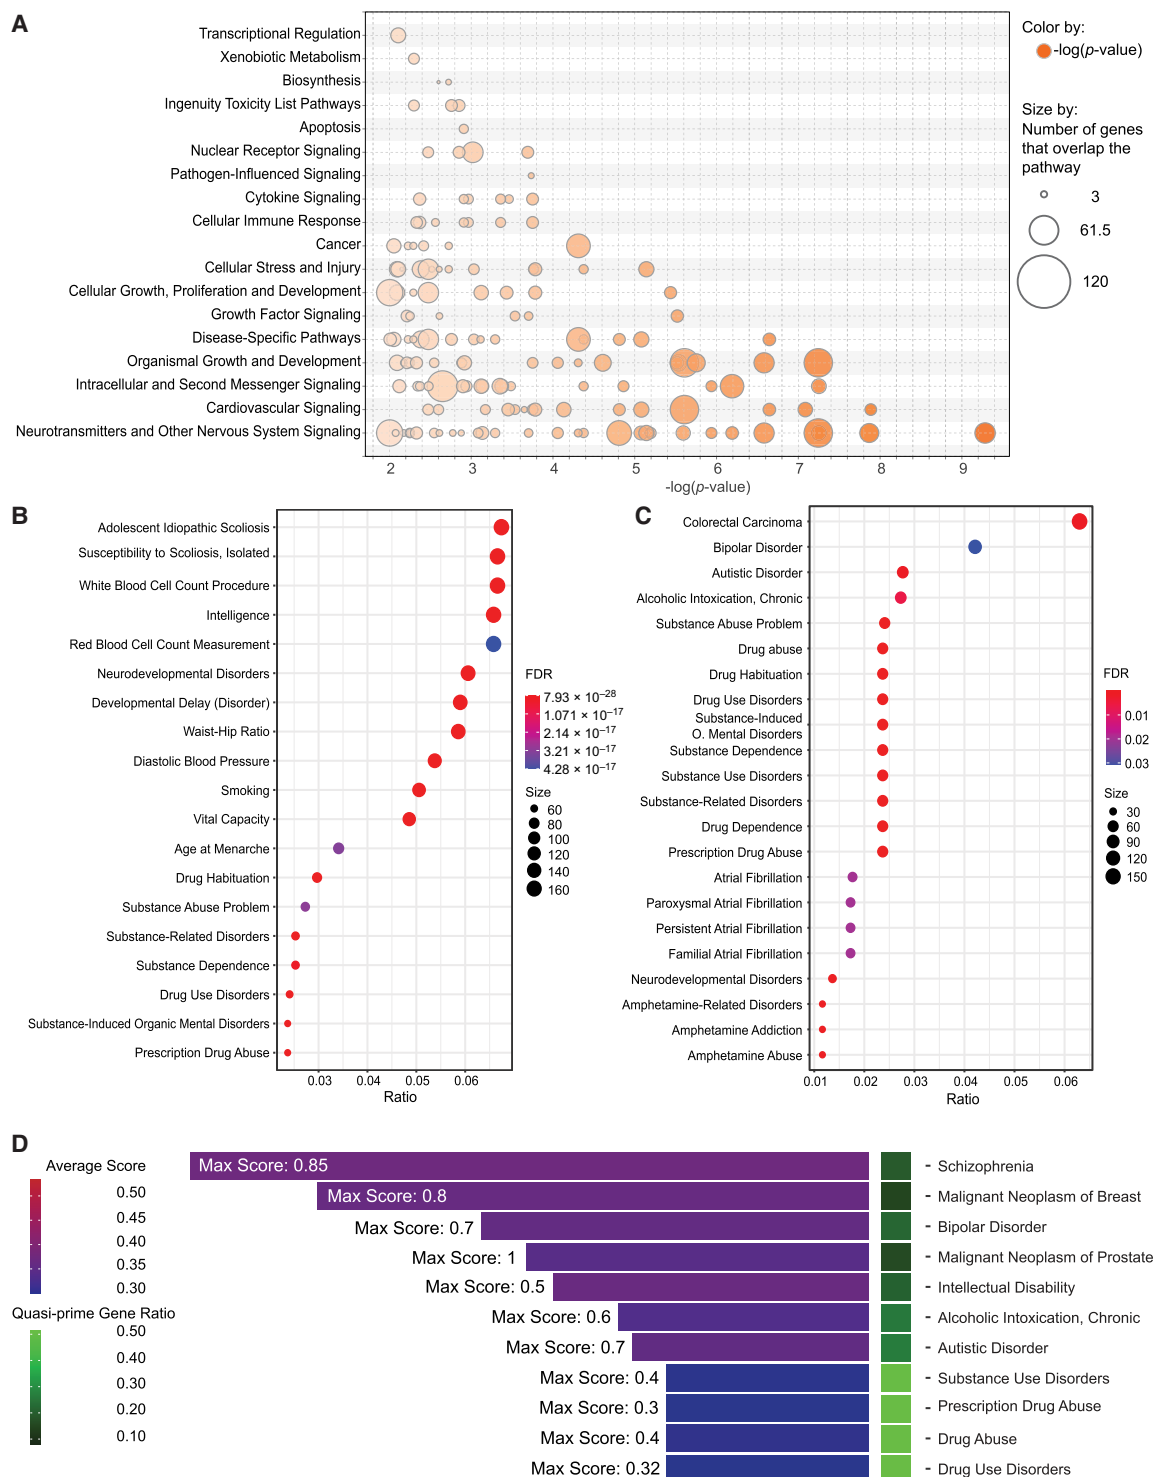 A
Transcriptional Regulation
Xenobiotic Metabolism
Biosynthesis
Ingenuity Toxicity List Pathways
Apoptosis
Nuclear Receptor Signaling
Pathogen-Influenced Signaling
Cytokine Signaling
Cellular Immune Response
Cancer
Cellular Stress and Injury
Cellular Growth, Proliferation and Development
Growth Factor Signaling
Disease-Specific Pathways
Organismal Growth and Development
Intracellular and Second Messenger Signaling
Cardiovascular Signaling
Neurotransmitters and Other Nervous System Signaling
2 3 4 5 6 7 8 9
-log(p-value)
Color by:
-log(p-value)
Size by:
Number of genes
that overlap the
pathway
3
61.5
120
B
Adolescent Idiopathic Scoliosis
Susceptibility to Scoliosis, Isolated
White Blood Cell Count Procedure
Intelligence
Red Blood Cell Count Measurement
Neurodevelopmental Disorders
Developmental Delay (Disorder)
Waist-Hip Ratio
Diastolic Blood Pressure
Smoking
Vital Capacity
Age at Menarche
Drug Habituation
Substance Abuse Problem
Substance-Related Disorders
Substance Dependence
Drug Use Disorders
Substance-Induced Organic Mental Disorders
Prescription Drug Abuse
0.03 0.04 0.05 0.06
Ratio
FDR
7.93 × 10⁻²⁸
1.071 × 10⁻¹⁷
2.14 × 10⁻¹⁷
3.21 × 10⁻¹⁷
4.28 × 10⁻¹⁷
Size
60
80
100
120
140
160
C
Colorectal Carcinoma
Bipolar Disorder
Autistic Disorder
Alcoholic Intoxication, Chronic
Substance Abuse Problem
Drug abuse
Drug Habituation
Drug Use Disorders
Substance-Induced
O. Mental Disorders
Substance Dependence
Substance Use Disorders
Substance-Related Disorders
Drug Dependence
Prescription Drug Abuse
Atrial Fibrillation
Paroxysmal Atrial Fibrillation
Persistent Atrial Fibrillation
Familial Atrial Fibrillation
Neurodevelopmental Disorders
Amphetamine-Related Disorders
Amphetamine Addiction
Amphetamine Abuse
0.01 0.02 0.03 0.04 0.05 0.06
Ratio
FDR
0.01
0.02
0.03
Size
30
60
90
120
150
D
Average Score
0.50
0.45
0.40
0.35
0.30
Quasi-prime Gene Ratio
0.50
0.40
0.30
0.20
0.10
Max Score: 0.85 - Schizophrenia
Max Score: 0.8 - Malignant Neoplasm of Breast
Max Score: 0.7 - Bipolar Disorder
Max Score: 1 - Malignant Neoplasm of Prostate
Max Score: 0.5 - Intellectual Disability
Max Score: 0.6 - Alcoholic Intoxication, Chronic
Max Score: 0.7 - Autistic Disorder
Max Score: 0.4 - Substance Use Disorders
Max Score: 0.3 - Prescription Drug Abuse
Max Score: 0.4 - Drug Abuse
Max Score: 0.32 - Drug Use Disorders